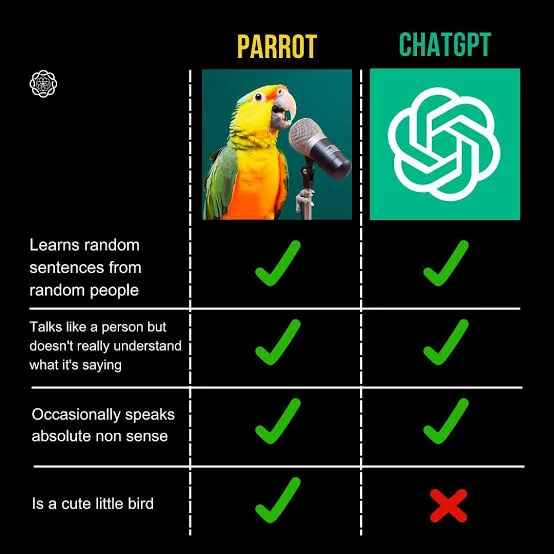 PARROT
CHATGPT
Learns random
sentences from
random people
Talks like a person but
doesn't really understand
what it's saying
Occasionally speaks
absolute non sense
Is a cute little bird